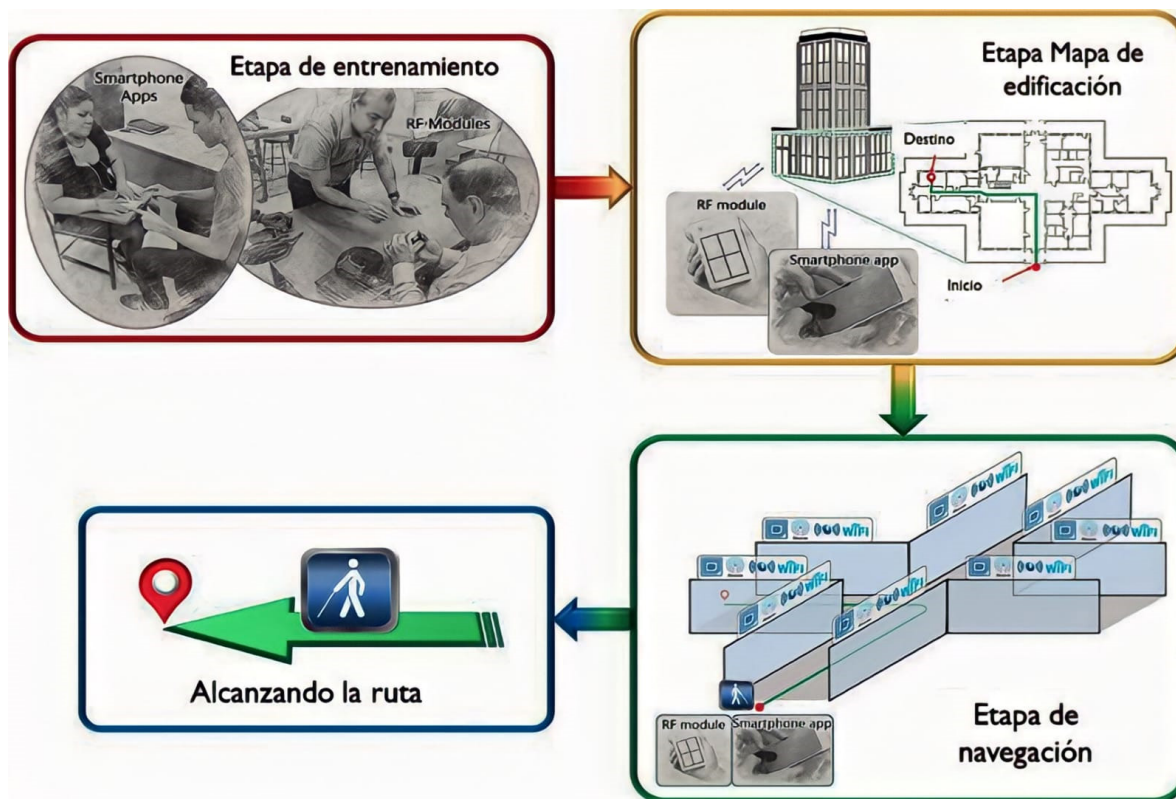 Etapa de entrenamiento
Smartphone
Apps
RF Modules
Etapa Mapa de
edificación
Destino
RF module
Smartphone app
Inicio
WiFi
WiFi
WiFi
WiFi
WiFi
WiFi
WiFi
WiFi
RF module
Smartphone app
Etapa de
navegación
Alcanzando la ruta